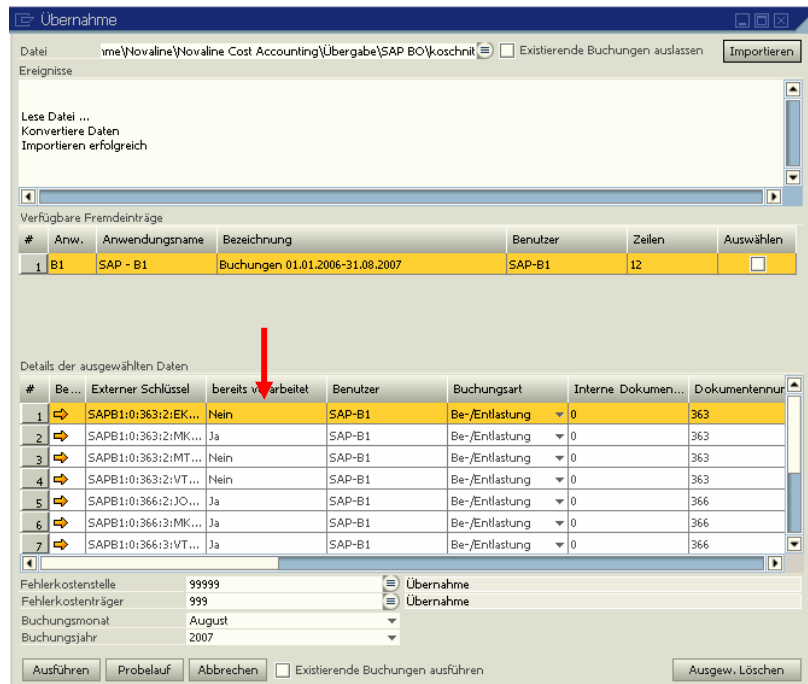 Übernahme
Datei
me\Novaline\Novaline Cost Accounting\Übergabe\SAP BO\koschnit
Existierende Buchungen auslassen
Importieren
Ereignisse
Lese Datei ...
Konvertiere Daten
Importieren erfolgreich
Verfügbare Fremdeinträge
# Anw. Anwendungsname Bezeichnung Benutzer Zeilen Auswählen
1 B1 SAP - B1 Buchungen 01.01.2006-31.08.2007 SAP-B1 12
Details der ausgewählten Daten
# Be... Externer Schlüssel bereits verarbeitet Benutzer Buchungsart Interne Dokumen... Dokumentennur
1 SAPB1:0:363:2:EK... Nein SAP-B1 Be-/Entlastung 0 363
2 SAPB1:0:363:2:MK... Ja SAP-B1 Be-/Entlastung 0 363
3 SAPB1:0:363:2:MT... Nein SAP-B1 Be-/Entlastung 0 363
4 SAPB1:0:363:2:VT... Nein SAP-B1 Be-/Entlastung 0 363
5 SAPB1:0:366:2:JO... Ja SAP-B1 Be-/Entlastung 0 366
6 SAPB1:0:366:3:MK... Ja SAP-B1 Be-/Entlastung 0 366
7 SAPB1:0:366:3:VT... Ja SAP-B1 Be-/Entlastung 0 366
Fehlerkostenstelle 99999 Übernahme
Fehlerkostenträger 999 Übernahme
Buchungsmonat August
Buchungsjahr 2007
Ausführen Probelauf Abbrechen Existierende Buchungen ausführen Ausgew. Löschen